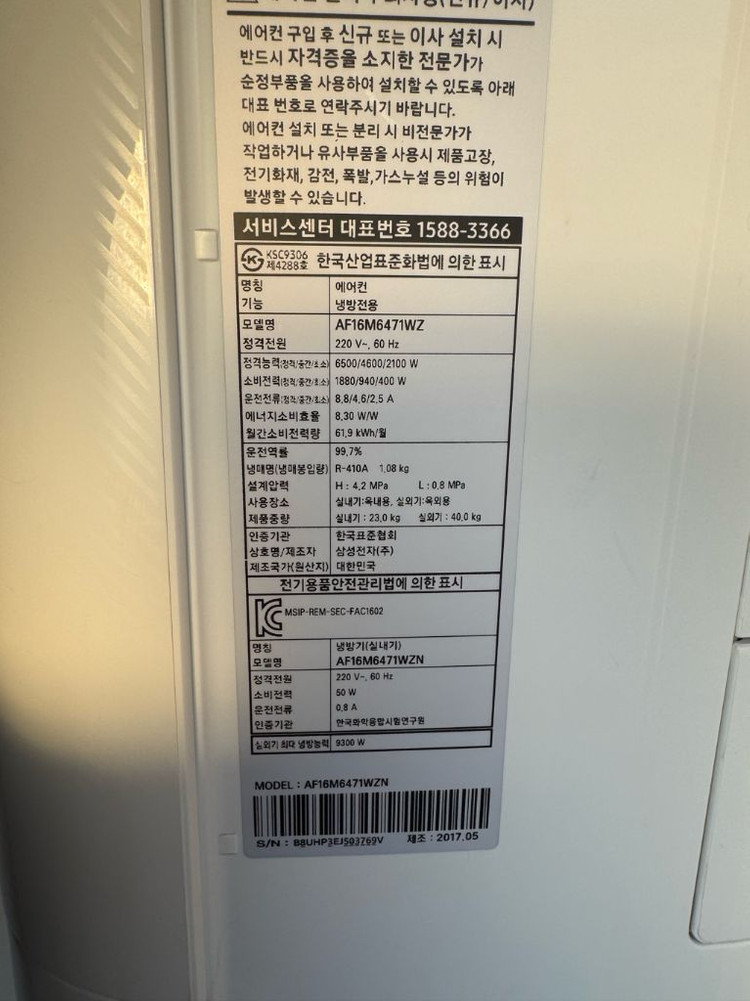 에어컨 구입 후 신규 또는 이사 설치 시
반드시 자격증을 소지한 전문가가
순정부품을 사용하여 설치할 수 있도록 아래
대표 번호로 연락주시기 바랍니다.
에어컨 설치 또는 분리 시 비전문가가
작업하거나 유사부품을 사용시 제품고장,
전기화재, 감전, 폭발,가스누설 등의 위험이
발생할 수 있습니다.
서비스센터 대표번호 1588-3366
KSC9306
제4288호 한국산업표준화법에 의한 표시
명칭 에어컨
기능 냉방전용
모델명 AF16M6471WZ
정격전원 220 V~, 60 Hz
정격능력(정격/중간/최소) 6500/4600/2100 W
소비전력(정격/중간/최소) 1880/940/400 W
운전전류(정격/중간/최소) 8.8/4.6/2.5 A
에너지소비효율 8.30 W/W
월간소비전력량 61.9 kWh/월
운전역률 99.7%
냉매명(냉매봉입량) R-410A 1.08 kg
설계압력 H : 4.2 MPa L : 0.8 MPa
사용장소 실내기:옥내용, 실외기:옥외용
제품중량 실내기 : 23.0 kg 실외기 : 40.0 kg
인증기관 한국표준협회
상호명/제조자 삼성전자(주)
제조국가(원산지) 대한민국
전기용품안전관리법에 의한 표시
MSIP-REM-SEC-FAC1602
명칭 냉방기(실내기)
모델명 AF16M6471WZN
정격전원 220 V~, 60 Hz
소비전력 50 W
운전전류 0.8 A
인증기관 한국화학융합시험연구원
실외기 최대 냉방능력 9300 W
MODEL : AF16M6471WZN
S/N : B8UHP3EJ503769V 제조 : 2017.05